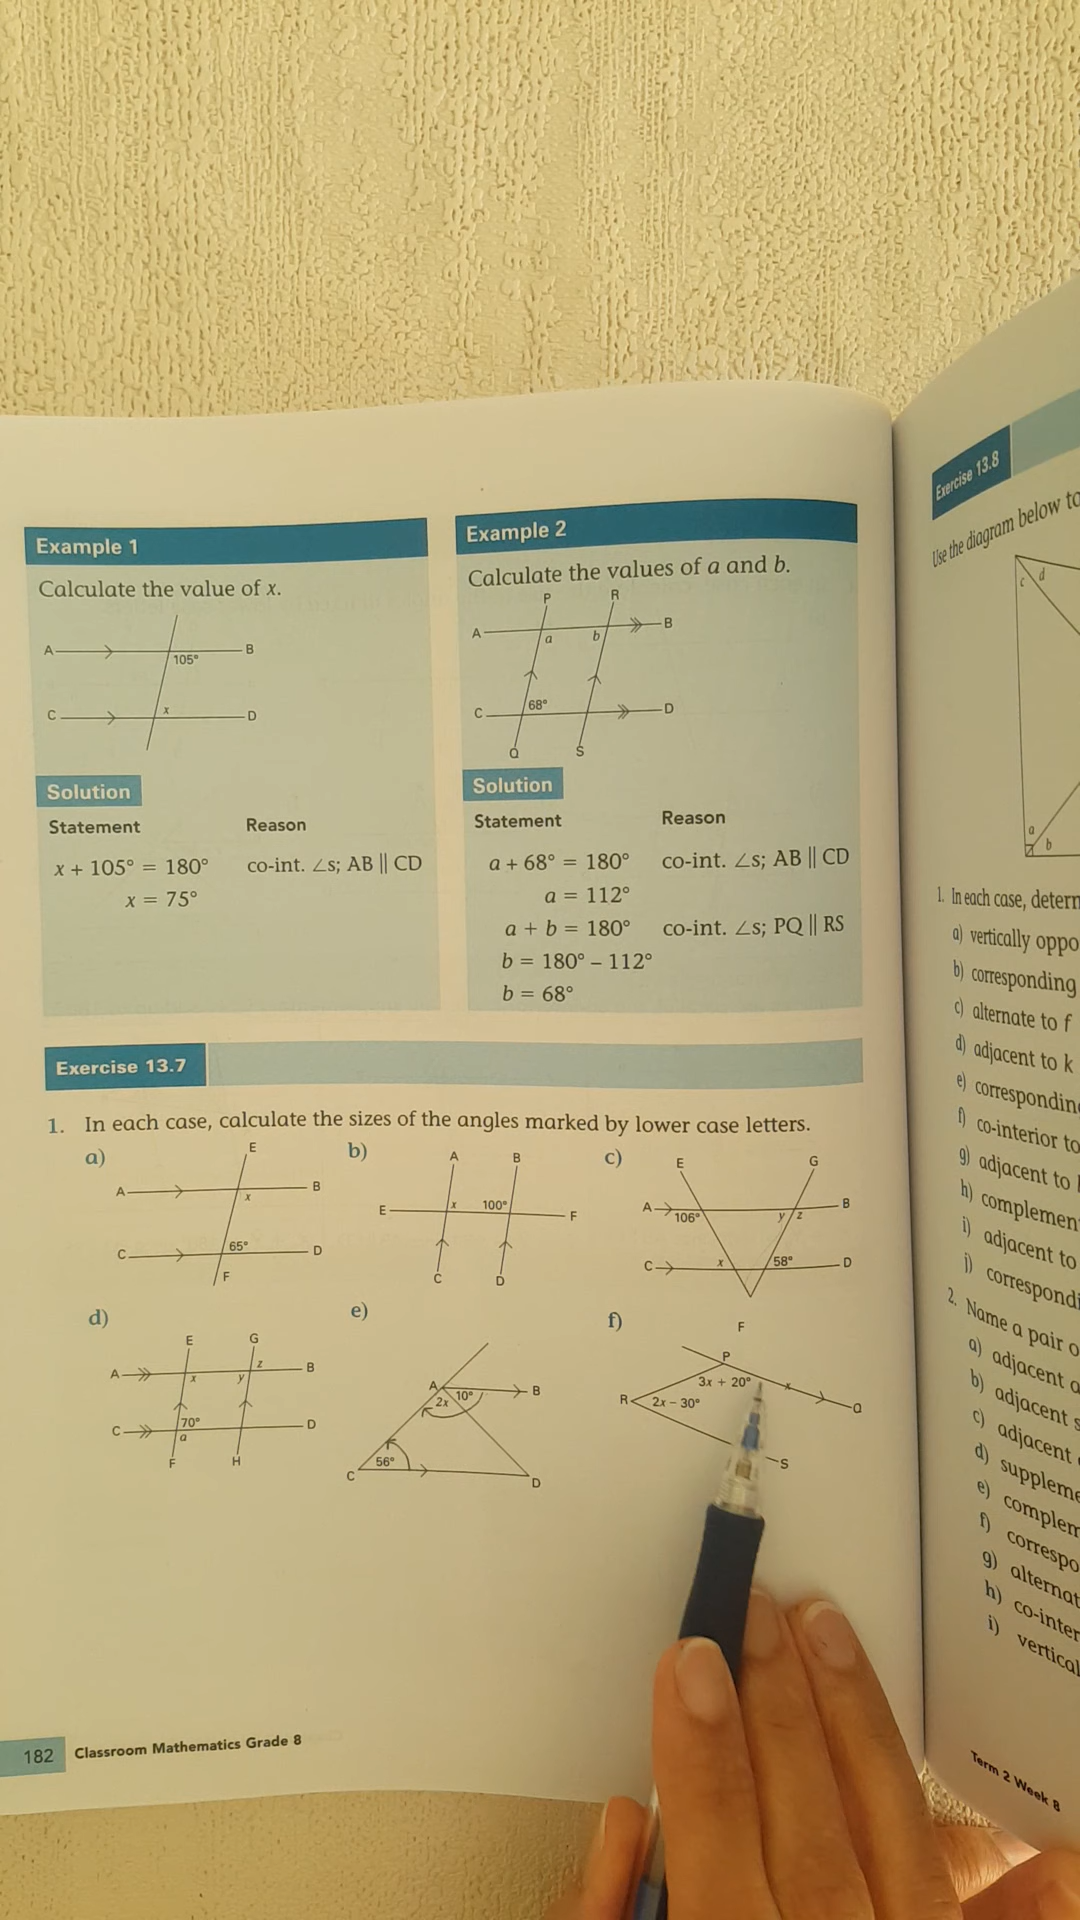 Example 1
Calculate the value of x.
A
B
105°
C
x
D
Solution
Statement Reason
x + 105° = 180° co-int. ∠s; AB || CD
x = 75°
Example 2
Calculate the values of a and b.
P R
A
B
a b
68°
C
D
Q S
Solution
Statement Reason
a + 68° = 180° co-int. ∠s; AB || CD
a = 112°
a + b = 180° co-int. ∠s; PQ || RS
b = 180° – 112°
b = 68°
Exercise 13.7
1. In each case, calculate the sizes of the angles marked by lower case letters.
a)
E
A B
x
65°
C D
F
b)
A B
x 100°
E F
C D
c)
E G
A B
106° y z
C x 58° D
F
d)
E G
A z B
x y
70°
C D
a
F H
e)
A 10° B
2x
56°
C D
f)
P
3x + 20° x
R 2x – 30°
Q
S
182 Classroom Mathematics Grade 8
Exercise 13.8
Use the diagram below to
c d
a b
1. In each case, determ
a) vertically oppo
b) corresponding
c) alternate to f
d) adjacent to k
e) correspondin
f) co-interior to
g) adjacent to
h) complemen
i) adjacent to
j) correspondi
2. Name a pair o
a) adjacent a
b) adjacent s
c) adjacent
d) suppleme
e) complem
f) correspo
g) alternat
h) co-inter
i) vertical
Term 2 Week 8